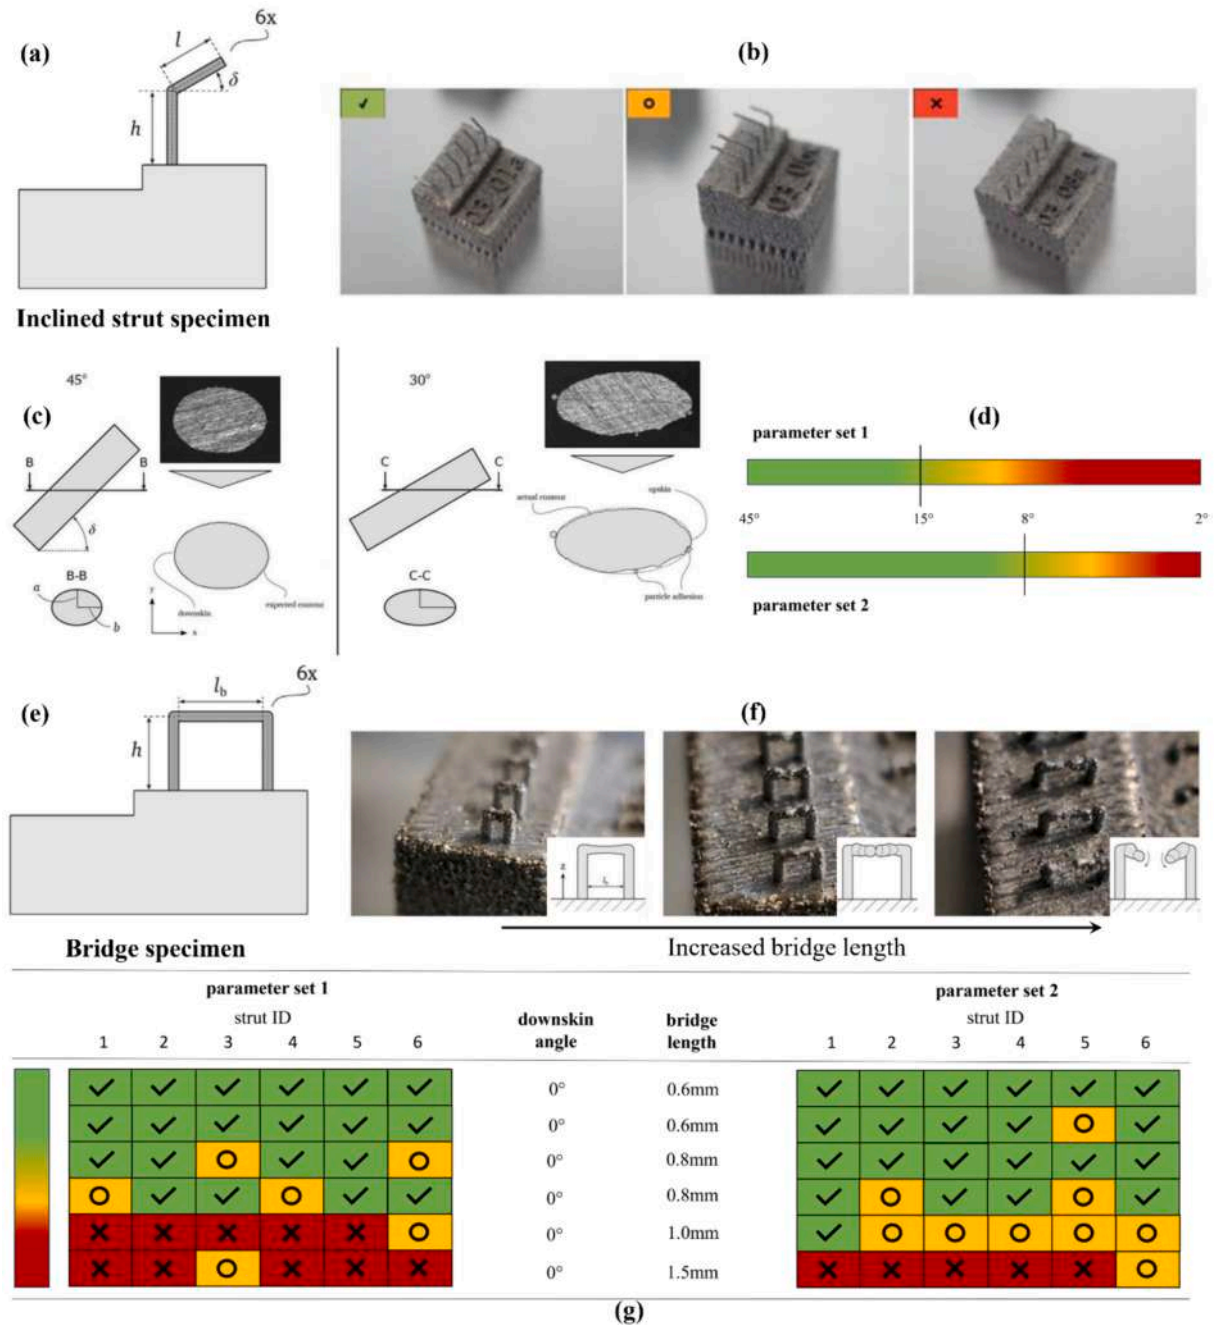 (a)
l
6x
δ
h
Inclined strut specimen
(b)
(c)
45°
B B
δ
B-B
a
b
y
x
downskin
expected contour
30°
C C
C-C
actual contour
upskin
particle adhesion
(d)
parameter set 1
45° 15° 8° 2°
parameter set 2
(e)
lb
6x
h
Bridge specimen
(f)
z
Increased bridge length
parameter set 1
strut ID
1 2 3 4 5 6
downskin
angle
bridge
length
parameter set 2
strut ID
1 2 3 4 5 6
0° 0.6mm
0° 0.6mm
0° 0.8mm
0° 0.8mm
0° 1.0mm
0° 1.5mm
(g)